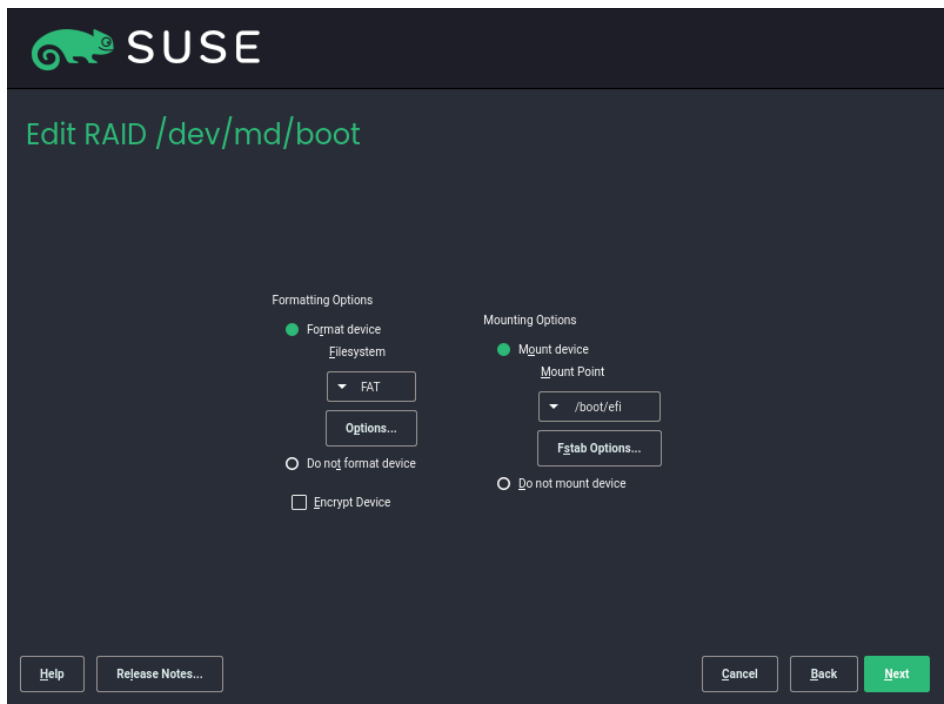 SUSE
Edit RAID /dev/md/boot
Formatting Options
Format device
Filesystem
FAT
Options...
Do not format device
Encrypt Device
Mounting Options
Mount device
Mount Point
/boot/efi
Fstab Options...
Do not mount device
Help
Release Notes...
Cancel
Back
Next